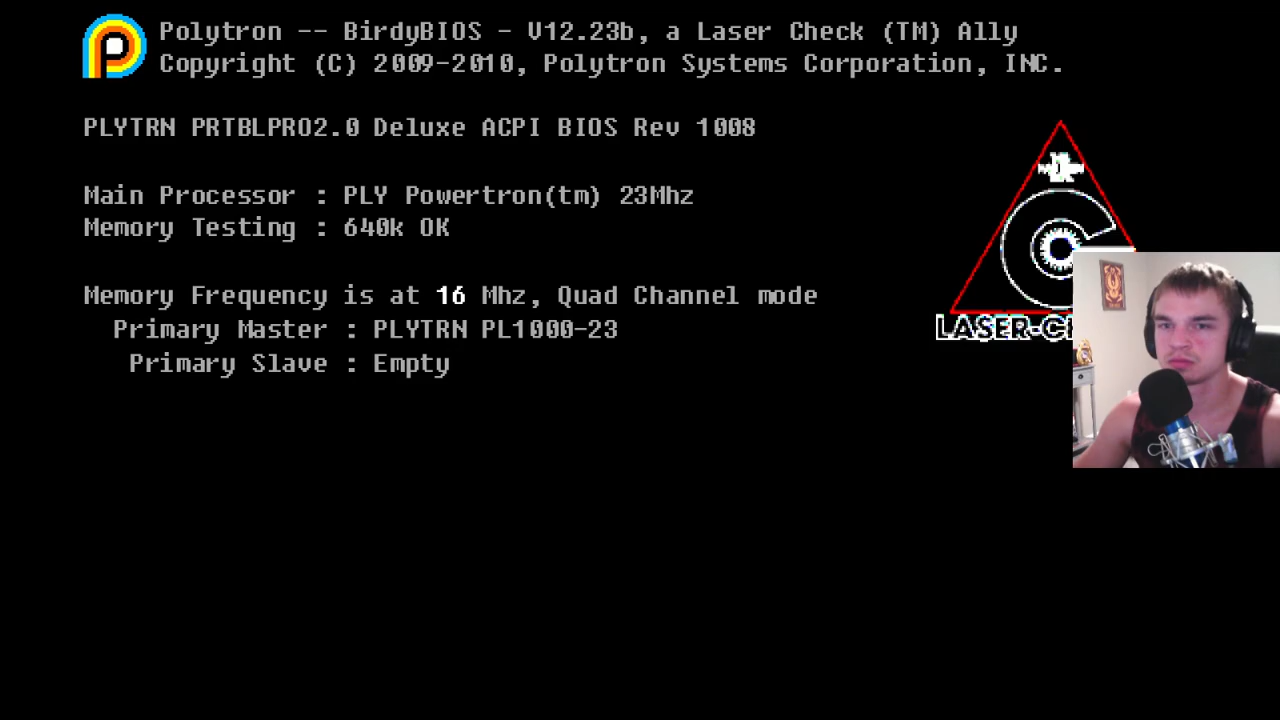 Polytron -- BirdyBIOS - V12.23b, a Laser Check (TM) Ally
Copyright (C) 2009-2010, Polytron Systems Corporation, INC.
PLYTRN PRTBLPRO2.0 Deluxe ACPI BIOS Rev 1008
Main Processor : PLY Powertron(tm) 23Mhz
Memory Testing : 640k OK
Memory Frequency is at 16 Mhz, Quad Channel mode
Primary Master : PLYTRN PL1000-23
Primary Slave : Empty